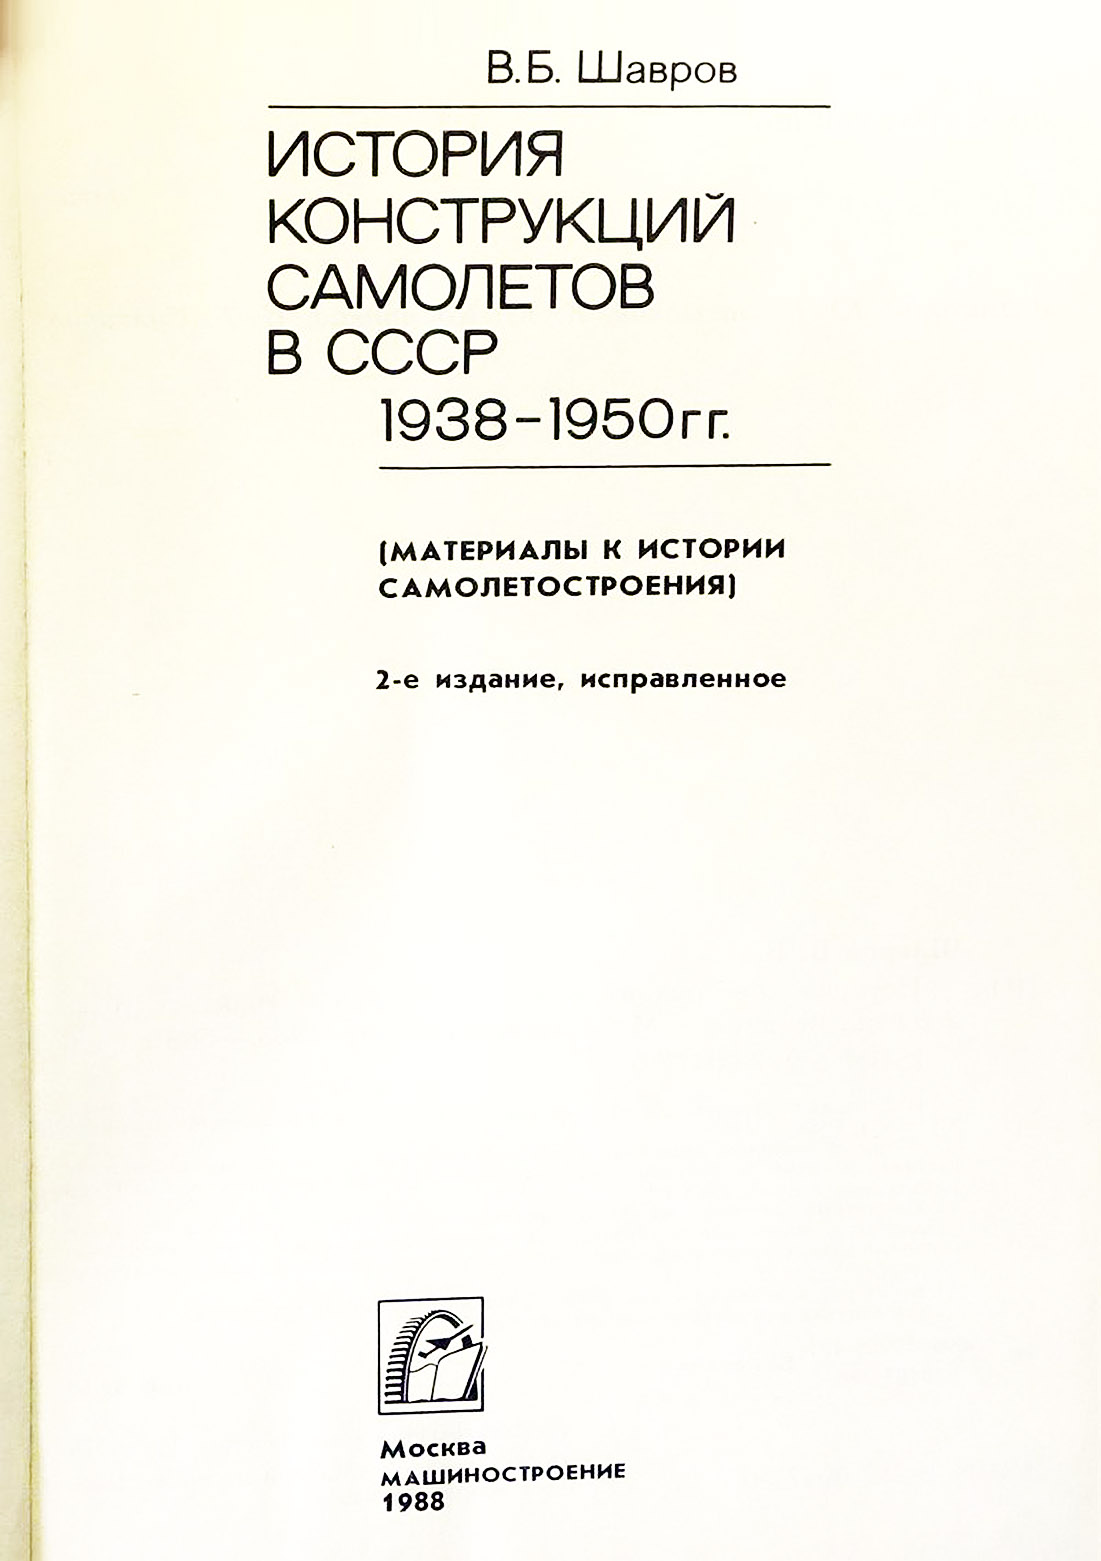 В.Б. Шавров
ИСТОРИЯ
КОНСТРУКЦИЙ
САМОЛЕТОВ
В СССР
1938-1950гг.
(МАТЕРИАЛЫ К ИСТОРИИ
САМОЛЕТОСТРОЕНИЯ)
2-е издание, исправленное
Москва
МАШИНОСТРОЕНИЕ
1988